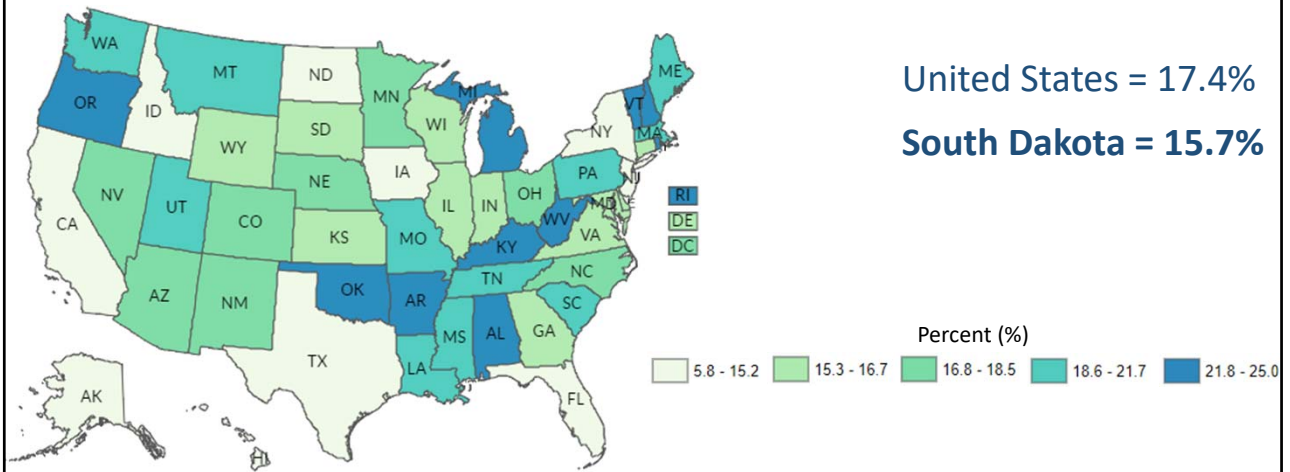 WA
MT
ND
MN
ME
OR
ID
SD
WI
MI
VT
NY
MA
WY
IA
NE
PA
NJ
NV
UT
CO
IL
IN
OH
MD
WV
CA
KS
MO
KY
VA
AZ
NM
OK
AR
TN
NC
SC
TX
MS
AL
GA
LA
AK
FL
HI
RI
DE
DC
United States = 17.4%
South Dakota = 15.7%
Percent (%)
5.8 - 15.2
15.3 - 16.7
16.8 - 18.5
18.6 - 21.7
21.8 - 25.0